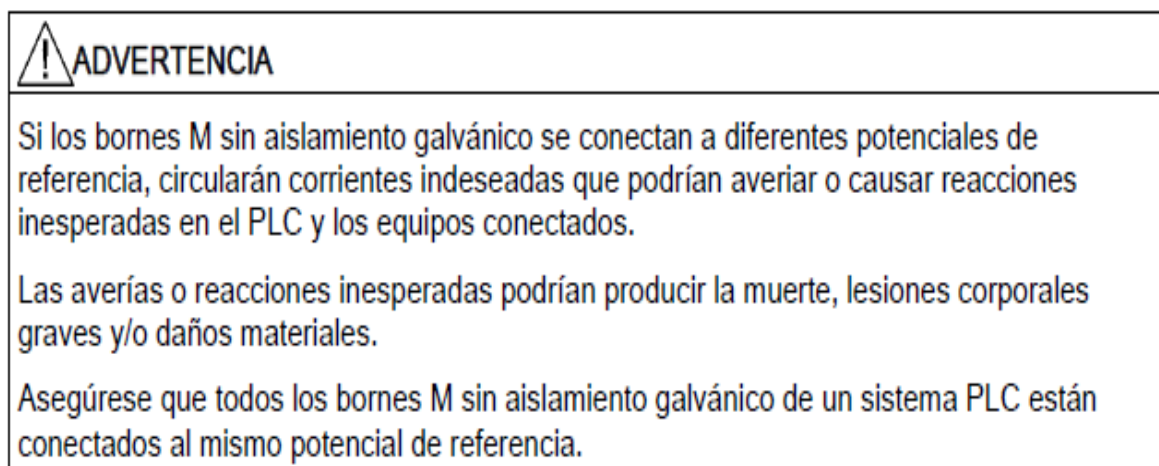 ADVERTENCIA
Si los bornes M sin aislamiento galvánico se conectan a diferentes potenciales de
referencia, circularán corrientes indeseadas que podrían averiar o causar reacciones
inesperadas en el PLC y los equipos conectados.
Las averías o reacciones inesperadas podrían producir la muerte, lesiones corporales
graves y/o daños materiales.
Asegúrese que todos los bornes M sin aislamiento galvánico de un sistema PLC están
conectados al mismo potencial de referencia.